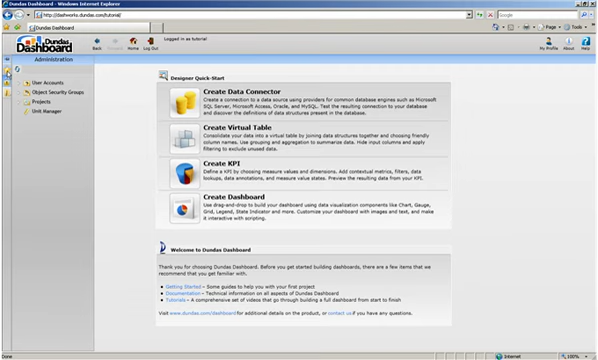 Dundas Dashboard - Windows Internet Explorer
http://dashworks.dundas.com/tutorial/
Google
Dundas Dashboard
Page
Tools
Dundas Dashboard
Back
Forward
Home
Log Out
Logged in as tutorial
My Profile
About
Help
Administration
User Accounts
Object Security Groups
Projects
Unit Manager
Designer Quick-Start
Create Data Connector
Create a connection to a data source using providers for common database engines such as Microsoft
SQL Server, Microsoft Access, Oracle, and MySQL. Test the resulting connection to your database
and discover the definitions of data structures present in the database.
Create Virtual Table
Consolidate your data into a virtual table by joining data structures together and choosing friendly
column names. Use grouping and aggregation to summarize data. Hide input columns and apply
filtering to exclude unused data.
Create KPI
Define a KPI by choosing measure values and dimensions. Add contextual metrics, filters, data
lookups, data annotations, and measure value states. Preview the resulting data from your KPI.
Create Dashboard
Use drag-and-drop to build your dashboard using data visualization components like Chart, Gauge,
Grid, Legend, State Indicator and more. Customize your dashboard with images and text, and make
it interactive with scripting.
Welcome to Dundas Dashboard
Thank you for choosing Dundas Dashboard. Before you get started building dashboards, there are a few items that we
recommend that you get familiar with.
• Getting Started - Some guides to help you with your first project
• Documentation - Technical information on all aspects of Dundas Dashboard
• Tutorials - A comprehensive set of videos that go through building a full dashboard from start to finish
Visit www.dundas.com/dashboard for additional details on the product, or contact us if you have any questions.
Done
Internet
100%